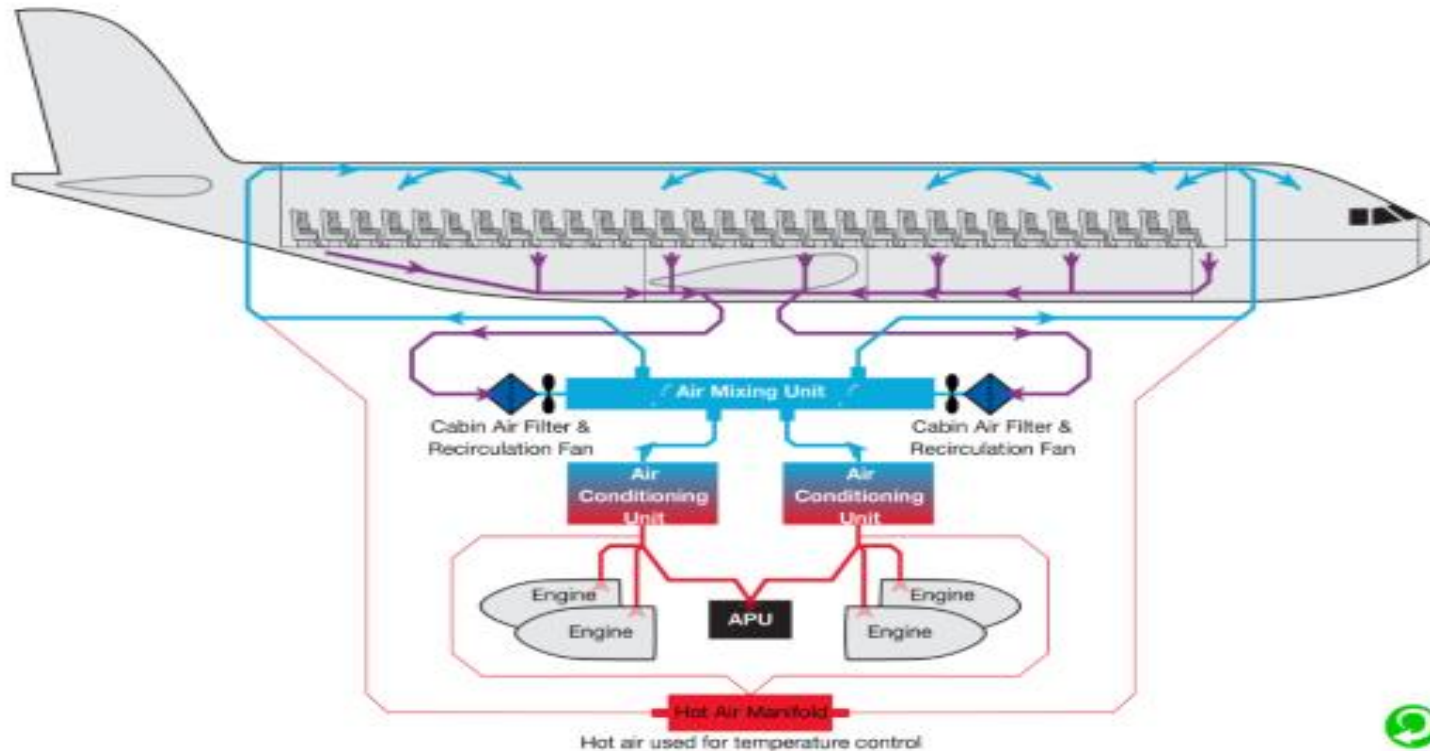 Air Mixing Unit
Cabin Air Filter &
Recirculation Fan
Cabin Air Filter &
Recirculation Fan
Air
Conditioning
Unit
Air
Conditioning
Unit
Engine
Engine
APU
Engine
Engine
Hot Air Manifold
Hot air used for temperature control